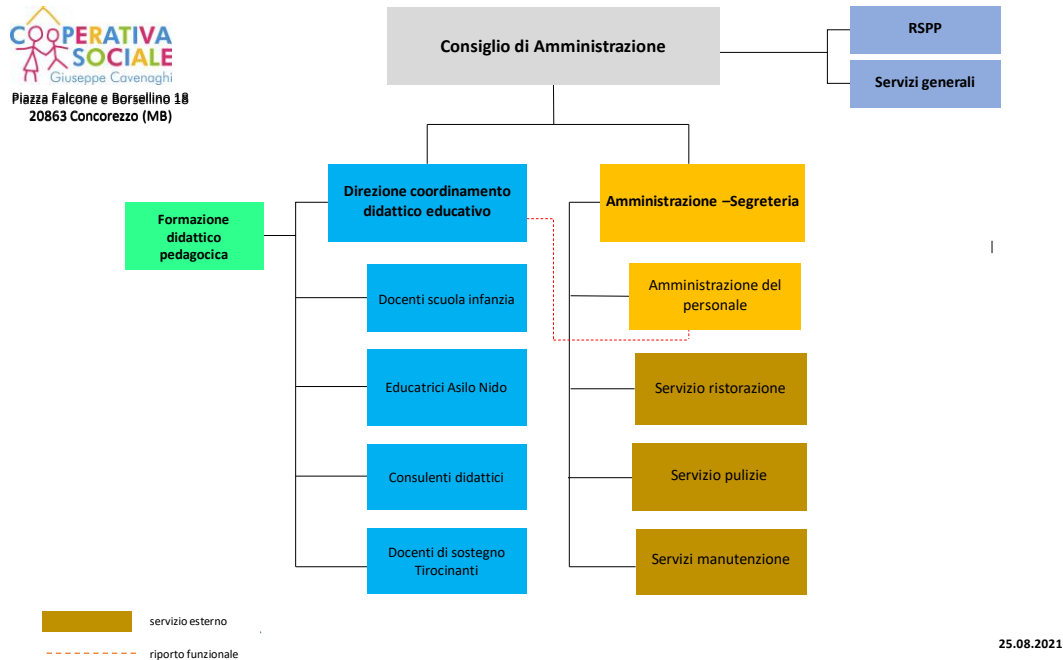 COOPERATIVA
SOCIALE
Giuseppe Cavenaghi
Piazza Falcone e Borsellino 18
20863 Concorezzo (MB)
Consiglio di Amministrazione
RSPP
Servizi generali
Direzione coordinamento
didattico educativo
Amministrazione –Segreteria
Formazione
didattico
pedagocica
Docenti scuola infanzia
Amministrazione del
personale
Educatrici Asilo Nido
Servizio ristorazione
Consulenti didattici
Servizio pulizie
Docenti di sostegno
Tirocinanti
Servizi manutenzione
servizio esterno
riporto funzionale
25.08.2021